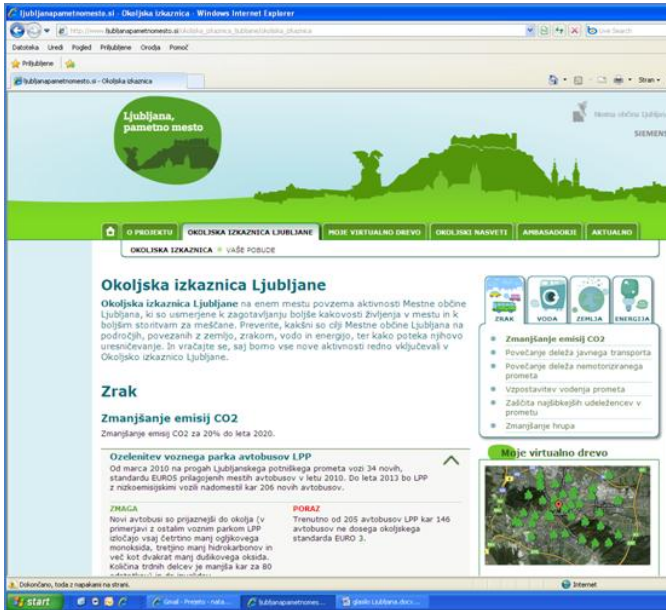 ljubljanapametnomesto.si - Okoljska izkaznica - Windows Internet Explorer
Live Search
Datoteka Uredi Pogled Priljubljene Orodja Pomoč
Priljubljene
ljubljanapametnomesto.si - Okoljska izkaznica
Stran
Ljubljana,
pametno mesto
Mestna občina Ljubljana
SIEMENS
O PROJEKTU OKOLJSKA IZKAZNICA LJUBLJANE MOJE VIRTUALNO DREVO OKOLJSKI NASVETI AMBASADORJI AKTUALNO
OKOLJSKA IZKAZNICA VAŠE POBUDE
Okoljska izkaznica Ljubljane
Okoljska izkaznica Ljubljane na enem mestu povzema aktivnosti Mestne občine
Ljubljana, ki so usmerjene k zagotavljanju boljše kakovosti življenja v mestu in k
boljšim storitvam za meščane. Preverite, kakšni so cilji Mestne občine Ljubljana na
področjih, povezanih z zemljo, zrakom, vodo in energijo, ter kako poteka njihovo
uresničevanje. In vračajte se, saj bomo vse nove aktivnosti redno vključevali v
Okoljsko izkaznico Ljubljane.
Zrak
Zmanjšanje emisij CO2
Zmanjšanje emisij CO2 za 20% do leta 2020.
Ozelenitev voznega parka avtobusov LPP
Od marca 2010 na progah Ljubljanskega potniškega prometa vozi 34 novih,
standardu EURO5 prilagojenih mestih avtobusov v letu 2010. Do leta 2013 bo LPP
z nizkoemisijskimi vozili nadomestil kar 206 novih avtobusov.
ZMAGA
Novi avtobusi so prijaznejši do okolja (v
primerjavi z ostalim voznim parkom LPP
izločajo vsaj četrtino manj ogljikovega
monoksida, tretjino manj hidrokarbonov in
več kot dvakrat manj dušikovega oksida.
Količina trdnih delcev je manjša kar za 80
PORAZ
Trenutno od 205 avtobusov LPP kar 146
avtobusov ne dosega okoljskega
standarda EURO 3.
ZRAK VODA ZEMLJA ENERGIJA
Zmanjšanje emisij CO2
Povečanje deleža javnega transporta
Povečanje deleža nemotoriziranega
prometa
Vzpostavitev vodenja prometa
Zaščita najšibkejših udeležencev v
prometu
Zmanjšanje hrupa
Moje virtualno drevo
Dokončano, toda z napakami na strani.
Internet
start
Gmail - Prejeto - nata...
ljubljanapametnomes...